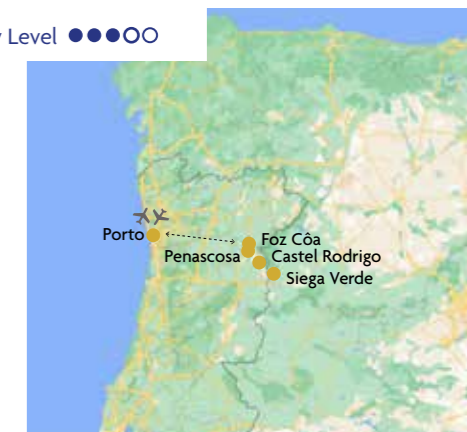 Level
Porto
Foz Côa
Penascosa
Castel Rodrigo
Siega Verde